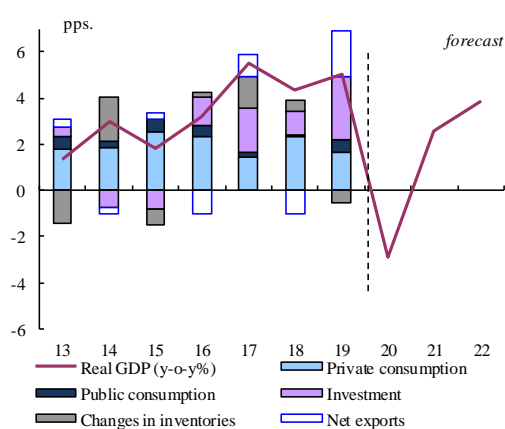 pps.
forecast
6
4
2
0
-2
-4
-6
13 14 15 16 17 18 19 20 21 22
Real GDP (y-o-y%) Private consumption
Public consumption Investment
Changes in inventories Net exports